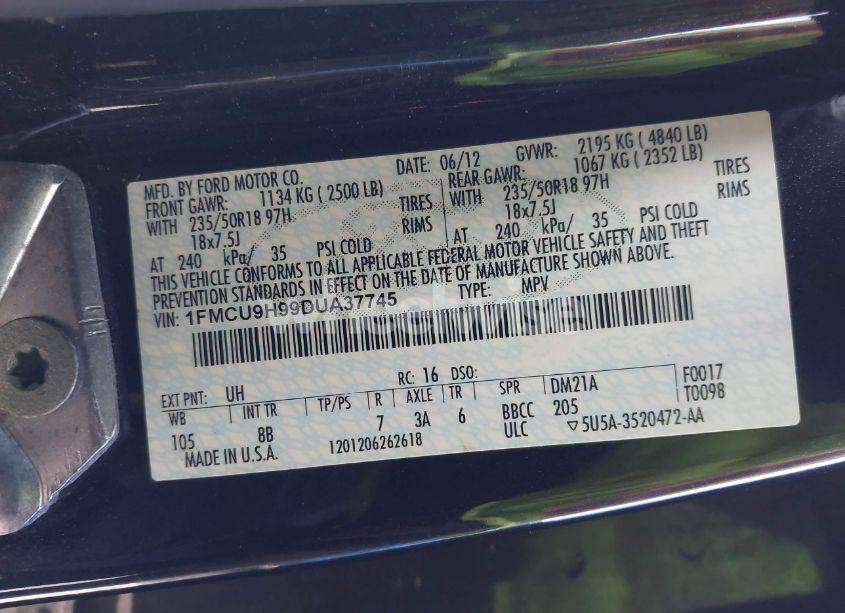 MFD. BY FORD MOTOR CO. DATE: 06/12 GVWR: 2195 KG ( 4840 LB)
FRONT GAWR: 1134 KG ( 2500 LB) REAR GAWR: 1067 KG ( 2352 LB)
WITH 235/50R18 97H TIRES WITH 235/50R18 97H TIRES
18x7.5J RIMS 18x7.5J RIMS
AT 240 kPa/ 35 PSI COLD AT 240 kPa/ 35 PSI COLD
THIS VEHICLE CONFORMS TO ALL APPLICABLE FEDERAL MOTOR VEHICLE SAFETY AND THEFT
PREVENTION STANDARDS IN EFFECT ON THE DATE OF MANUFACTURE SHOWN ABOVE.
VIN: 1FMCU9H99DUA37745 TYPE: MPV
EXT PNT: UH RC: 16 DSO: F0017
WB INT TR TP/PS R AXLE TR SPR DM21A T0098
105 8B 7 3A 6 BBCC 205
MADE IN U.S.A. 1201206262618 ULC ▽5U5A-3520472-AA